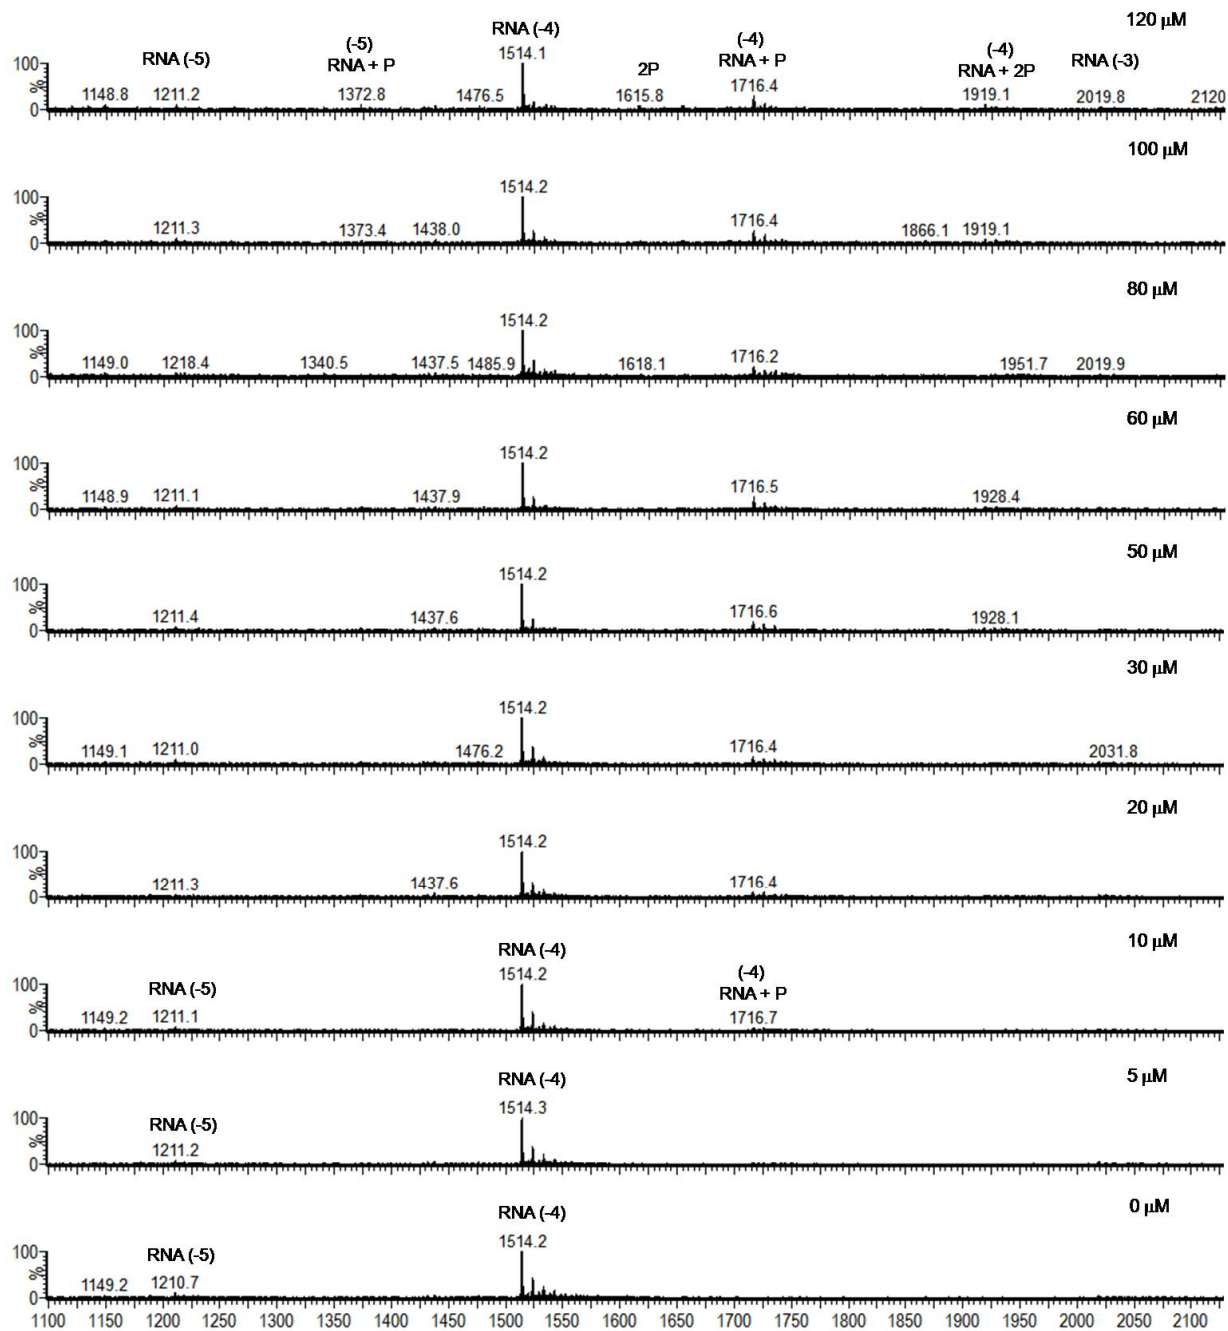 120 μM
RNA (-4)
(-5)
(-4)
(-4)
RNA (-5)
RNA + P
2P
RNA + P
RNA + 2P
RNA (-3)
1514.1
100
%
0
1148.8 1211.2 1372.8 1476.5 1615.8 1716.4 1919.1 2019.8 2120
100 μM
1514.2
100
%
0
1211.3 1373.4 1438.0 1716.4 1866.1 1919.1
80 μM
1514.2
100
%
0
1149.0 1218.4 1340.5 1437.5 1485.9 1618.1 1716.2 1951.7 2019.9
60 μM
1514.2
100
%
0
1148.9 1211.1 1437.9 1716.5 1928.4
50 μM
1514.2
100
%
0
1211.4 1437.6 1716.6 1928.1
30 μM
1514.2
100
%
0
1149.1 1211.0 1476.2 1716.4 2031.8
20 μM
1514.2
100
%
0
1211.3 1437.6 1716.4
10 μM
RNA (-4)
(-4)
RNA (-5)
RNA + P
1514.2
100
%
0
1149.2 1211.1 1716.7
5 μM
RNA (-4)
1514.3
RNA (-5)
100
%
0
1211.2
0 μM
RNA (-4)
1514.2
RNA (-5)
100
%
0
1149.2 1210.7
1100 1150 1200 1250 1300 1350 1400 1450 1500 1550 1600 1650 1700 1750 1800 1850 1900 1950 2000 2050 2100